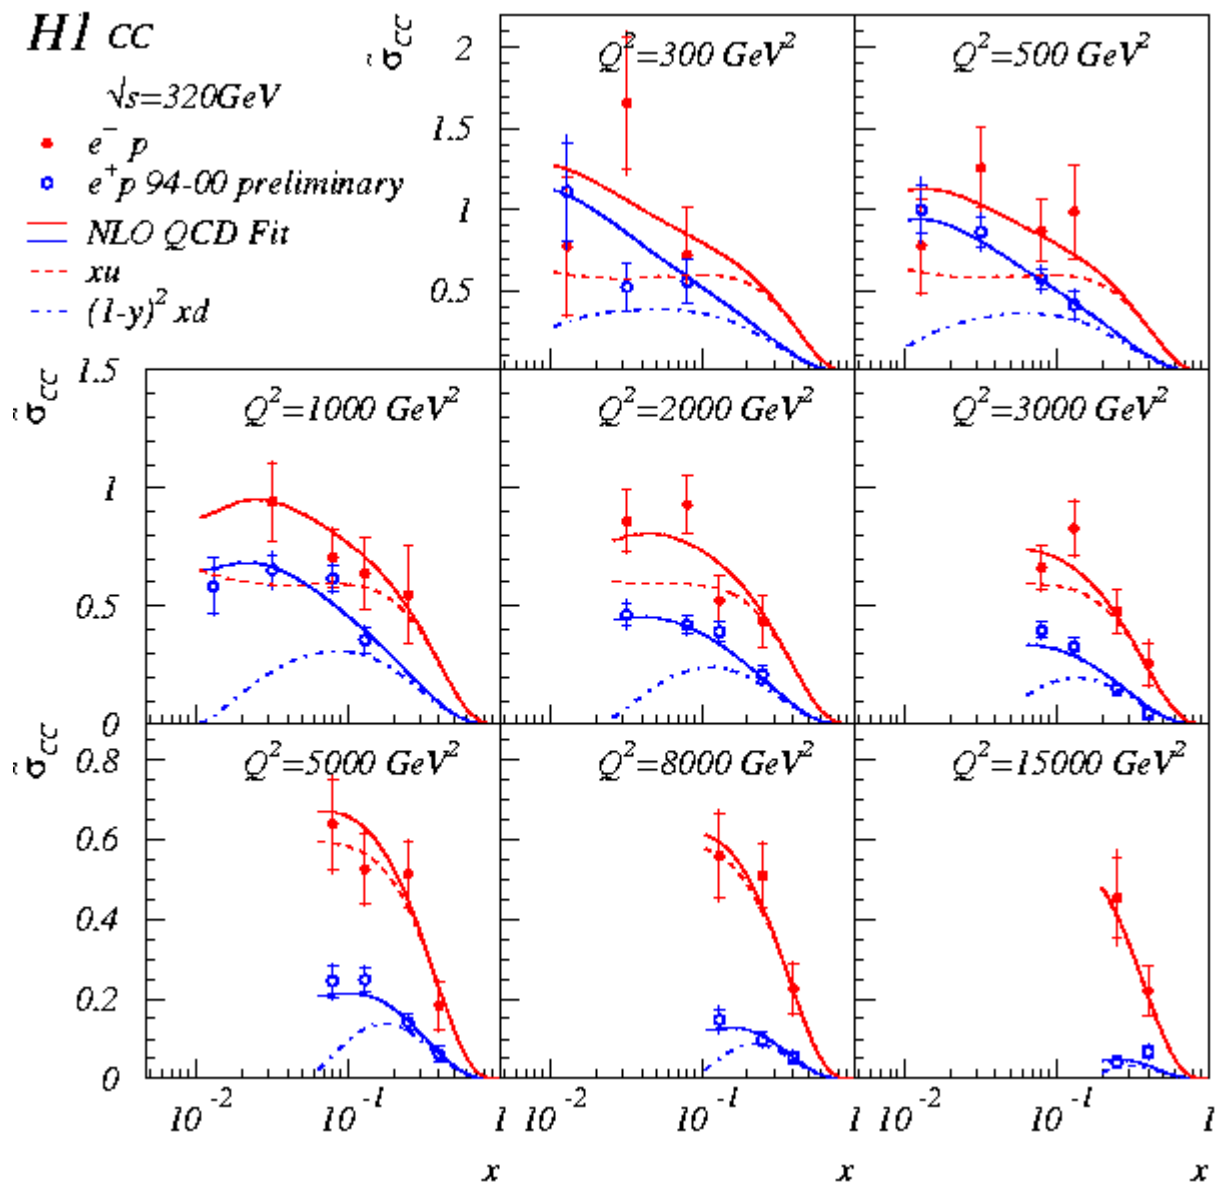 H1 CC
√s=320GeV
e⁻ p
e⁺p 94-00 preliminary
NLO QCD Fit
xu
(1-y)² xd
σ̃CC
Q²=300 GeV²
Q²=500 GeV²
2
1.5
1
0.5
σ̃CC
Q²=1000 GeV²
Q²=2000 GeV²
Q²=3000 GeV²
1.5
1
0.5
0
σ̃CC
Q²=5000 GeV²
Q²=8000 GeV²
Q²=15000 GeV²
0.8
0.6
0.4
0.2
0
10⁻² 10⁻¹ 1 10⁻² 10⁻¹ 1 10⁻² 10⁻¹ 1
x x x